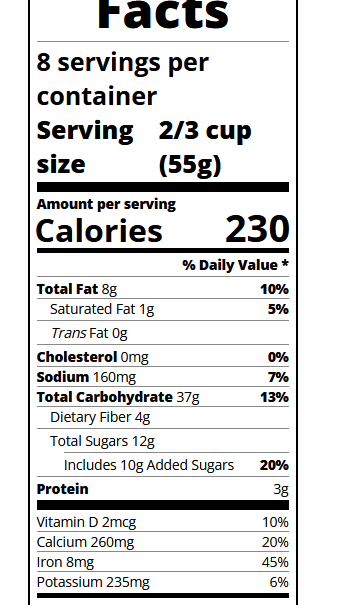 Facts
8 servings per
container
Serving size 2/3 cup (55g)
Amount per serving
Calories 230
% Daily Value *
Total Fat 8g 10%
Saturated Fat 1g 5%
Trans Fat 0g
Cholesterol 0mg 0%
Sodium 160mg 7%
Total Carbohydrate 37g 13%
Dietary Fiber 4g
Total Sugars 12g
Includes 10g Added Sugars 20%
Protein 3g
Vitamin D 2mcg 10%
Calcium 260mg 20%
Iron 8mg 45%
Potassium 235mg 6%